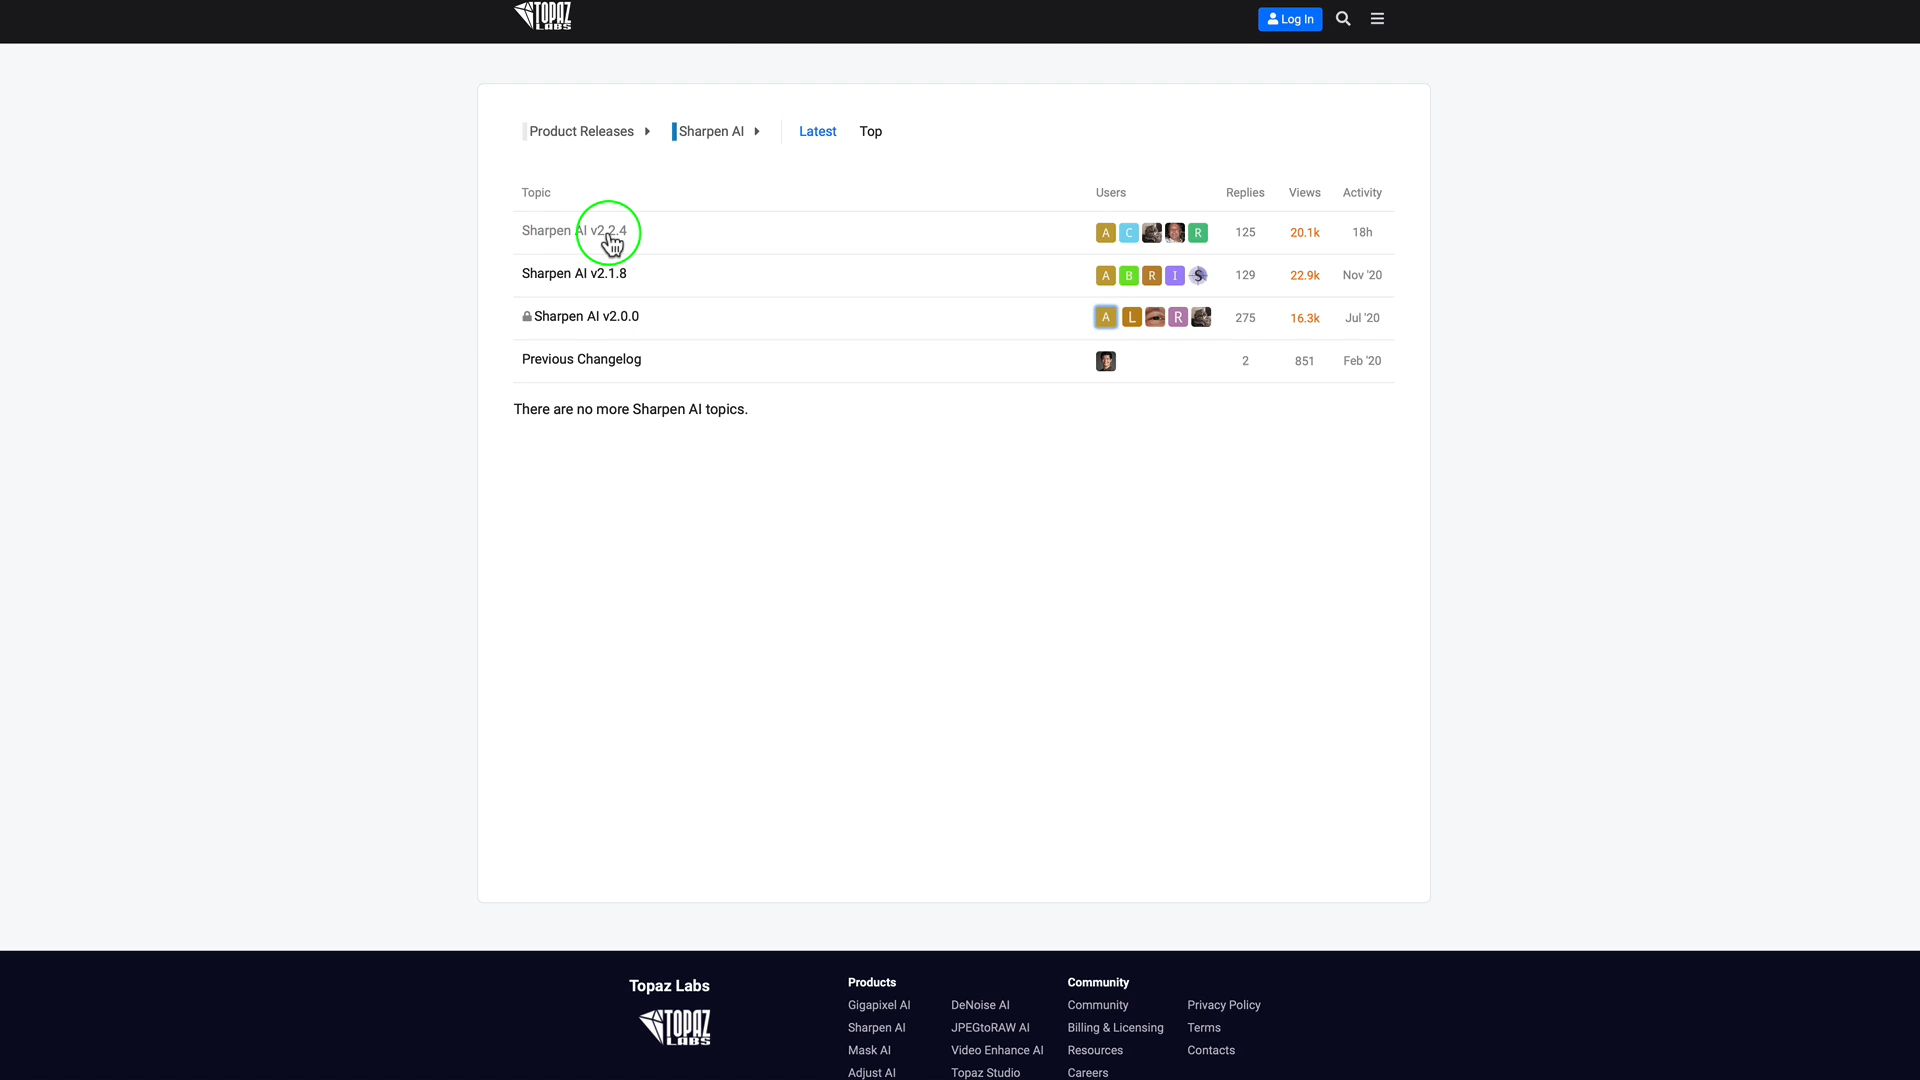 TOPAZ LABS
Log In
Product Releases
Sharpen AI
Latest
Top
Topic
Users
Replies
Views
Activity
Sharpen AI v2.2.4
A C R
125
20.1k
18h
Sharpen AI v2.1.8
A B R I S
129
22.9k
Nov '20
Sharpen AI v2.0.0
A L R
275
16.3k
Jul '20
Previous Changelog
2
851
Feb '20
There are no more Sharpen AI topics.
Topaz Labs
TOPAZ LABS
Products
Gigapixel AI
Sharpen AI
Mask AI
Adjust AI
DeNoise AI
JPEGtoRAW AI
Video Enhance AI
Topaz Studio
Community
Community
Billing & Licensing
Resources
Careers
Privacy Policy
Terms
Contacts